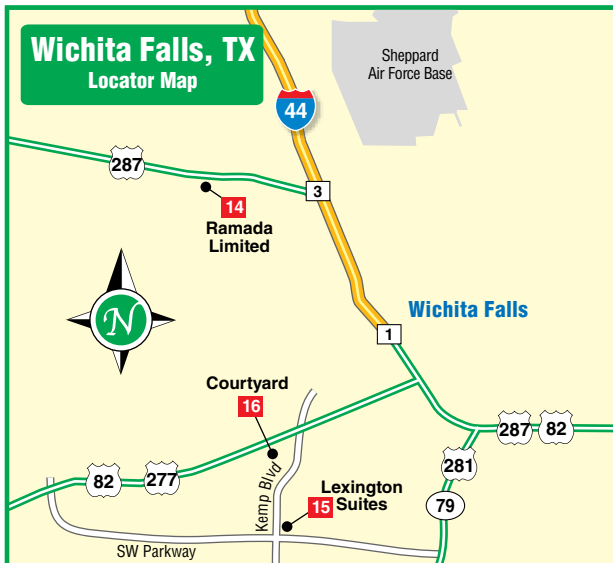 Wichita Falls, TX
Locator Map
Sheppard
Air Force Base
44
287
3
14
Ramada
Limited
N
Wichita Falls
1
Courtyard
16
287
82
281
82
277
Kemp Blvd
Lexington
Suites
15
79
SW Parkway